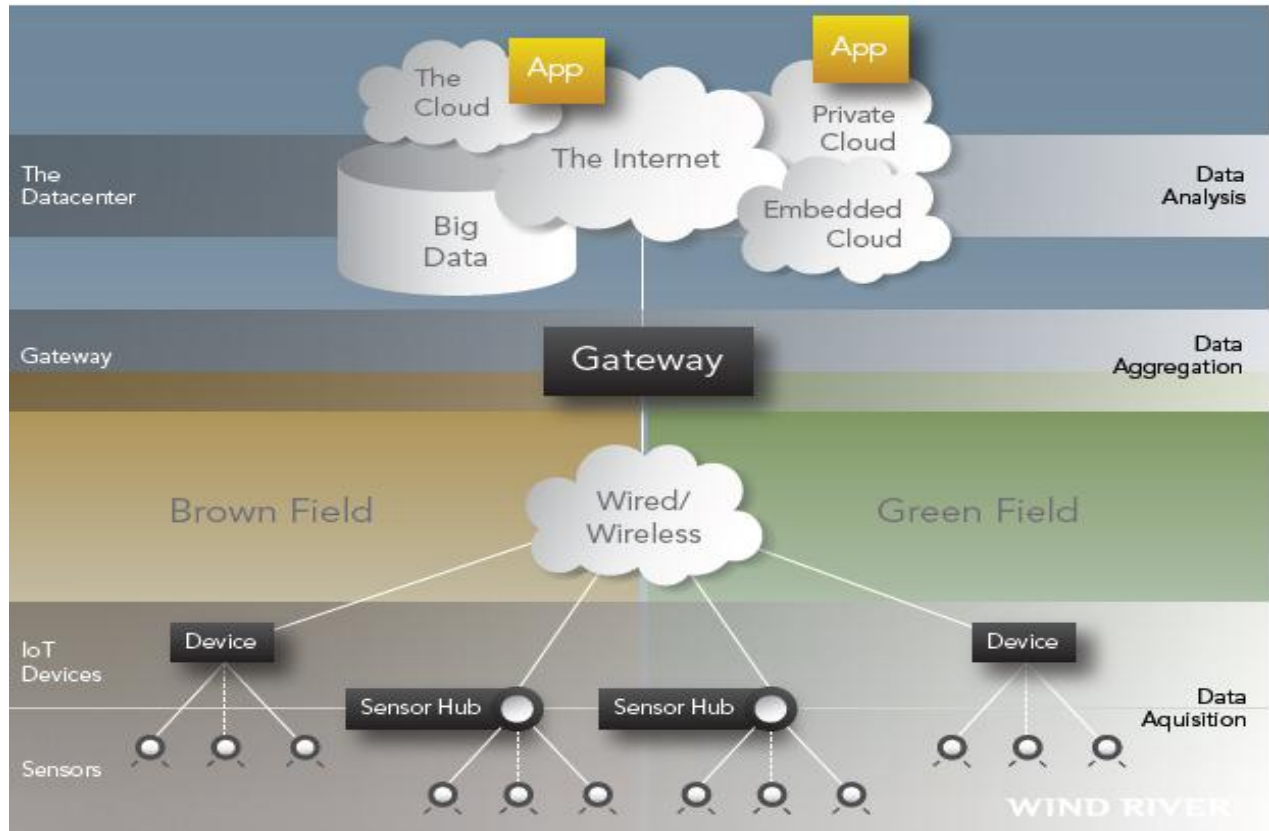 App
App
The
Cloud
Private
Cloud
The Internet
The
Datacenter
Data
Analysis
Embedded
Cloud
Big
Data
Gateway
Gateway
Data
Aggregation
Brown Field
Wired/
Wireless
Green Field
Device
Device
IoT
Devices
Sensor Hub
Sensor Hub
Data
Aquisition
Sensors
WIND RIVER